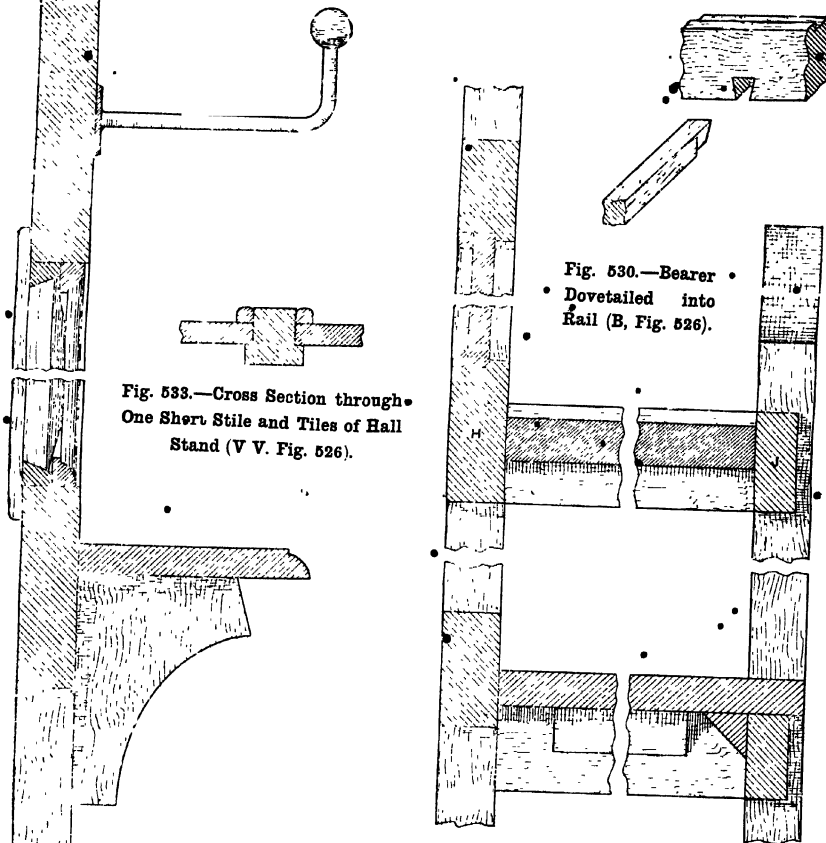 Fig. 530.—Bearer
Dovetailed into
Rail (B, Fig. 526).
Fig. 533.—Cross Section through
One Short Stile and Tiles of Hall
Stand (V V. Fig. 526).
H
J